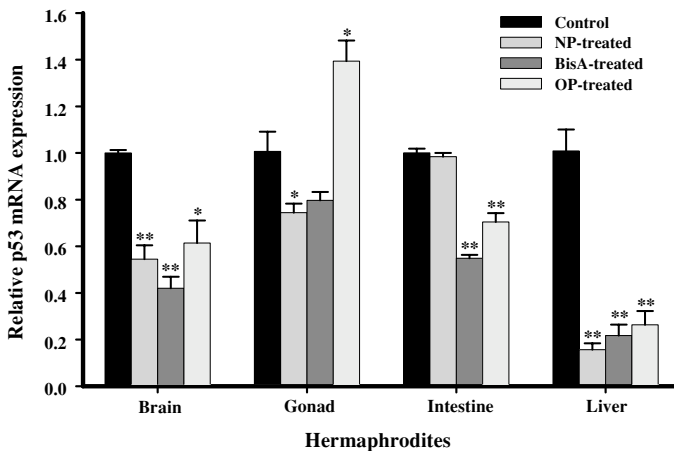 Relative p53 mRNA expression
1.6
1.4
1.2
1.0
0.8
0.6
0.4
0.2
0.0
Control
NP-treated
BisA-treated
OP-treated
** ** *
* *
** **
** ** **
Brain Gonad Intestine Liver
Hermaphrodites